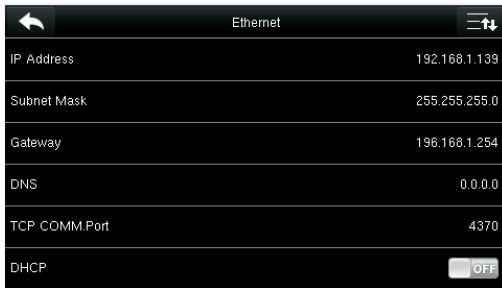 Ethernet
IP Address 192.168.1.139
Subnet Mask 255.255.255.0
Gateway 196.168.1.254
DNS 0.0.0.0
TCP COMM.Port 4370
DHCP OFF